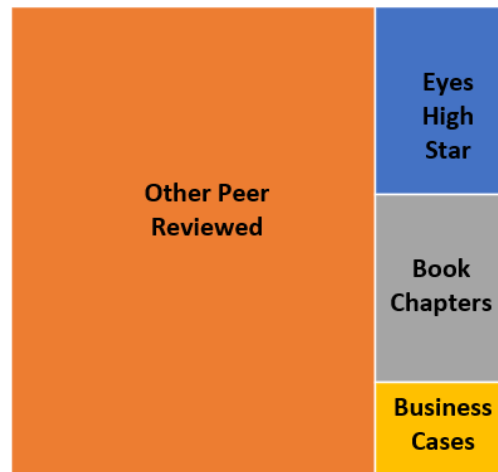 Other Peer
Reviewed
Eyes
High
Star
Book
Chapters
Business
Cases